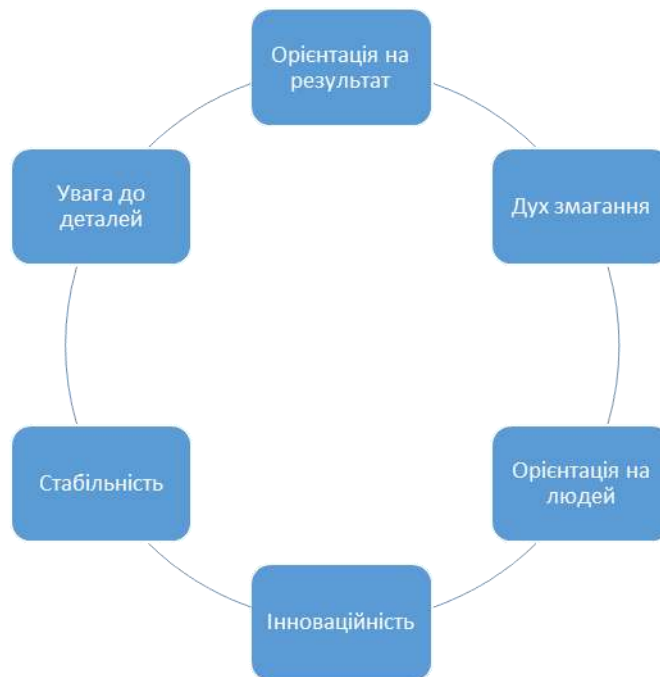 Орієнтація на
результат
Дух змагання
Орієнтація на
людей
Інноваційність
Стабільність
Увага до
деталей